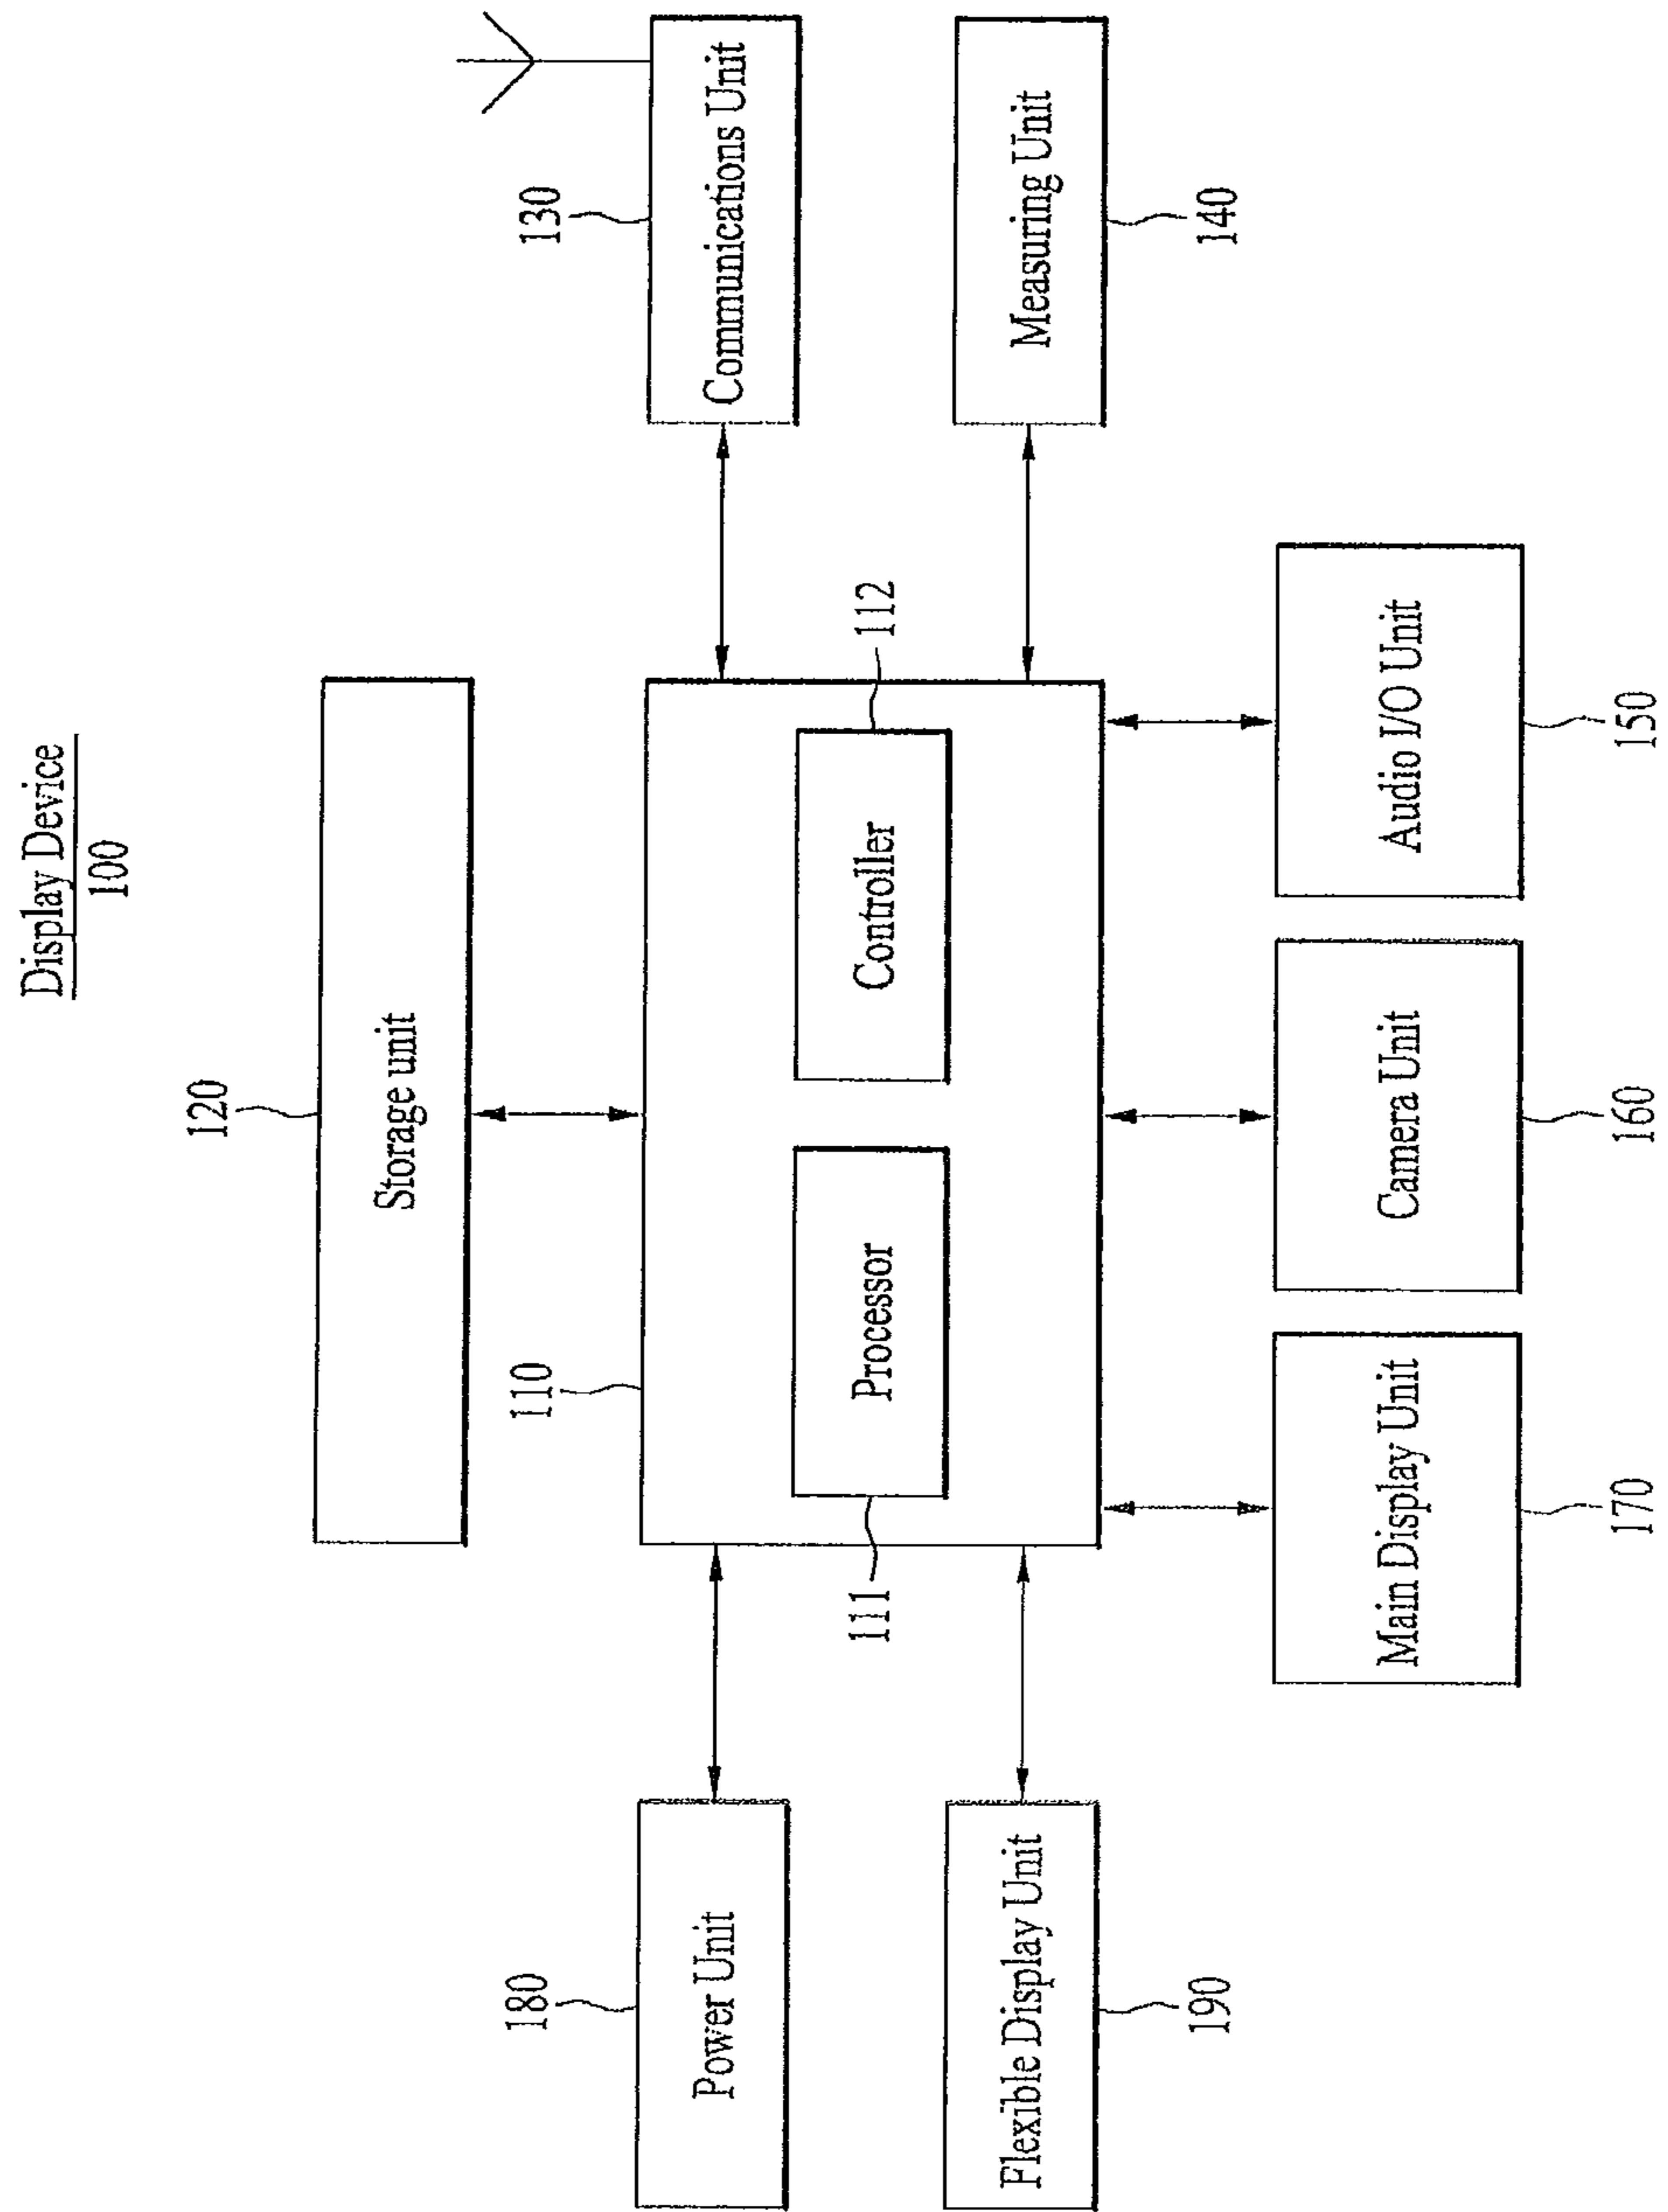 Display Device
100
120
Storage unit
180
Power Unit
110
130
Communications Unit
Processor
111
Controller
112
Flexible Display Unit
190
Measuring Unit
140
Main Display Unit
170
Camera Unit
160
Audio I/O Unit
150